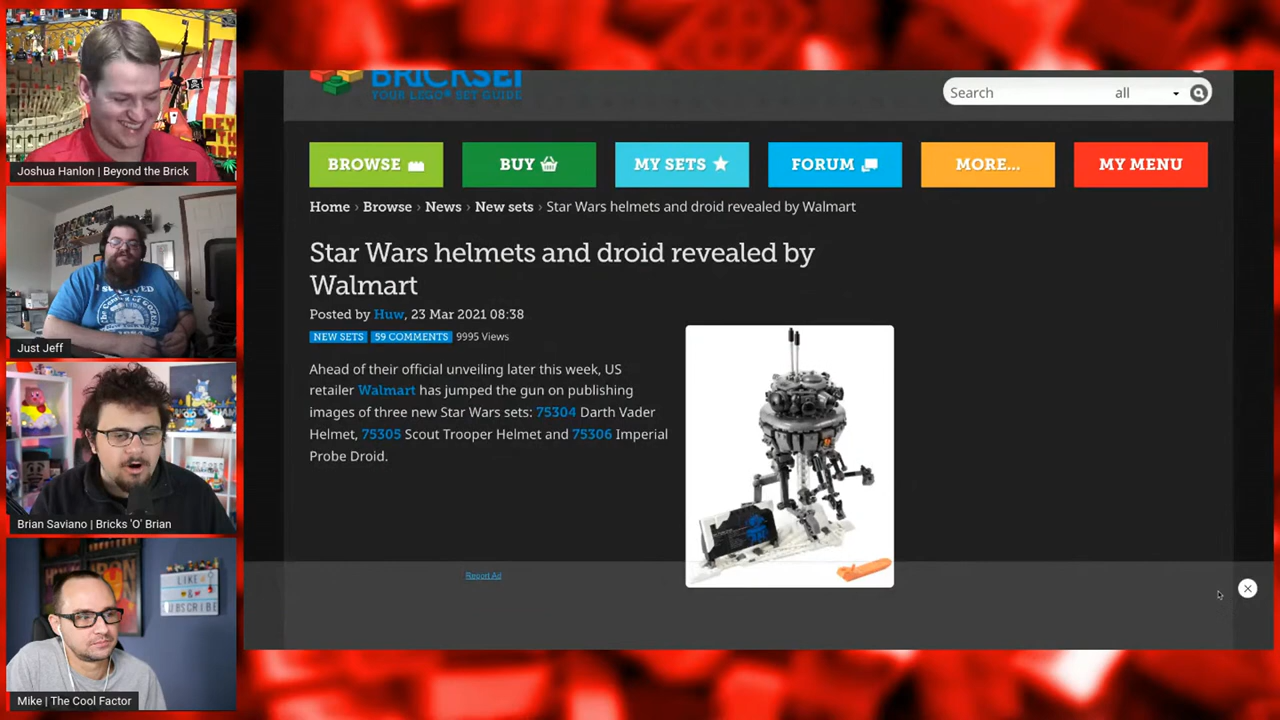 BRICKSET
YOUR LEGO® SET GUIDE
Search
all
BROWSE
BUY
MY SETS
FORUM
MORE...
MY MENU
Home › Browse › News › New sets › Star Wars helmets and droid revealed by Walmart
Star Wars helmets and droid revealed by
Walmart
Posted by Huw, 23 Mar 2021 08:38
NEW SETS 59 COMMENTS 9995 Views
Ahead of their official unveiling later this week, US
retailer Walmart has jumped the gun on publishing
images of three new Star Wars sets: 75304 Darth Vader
Helmet, 75305 Scout Trooper Helmet and 75306 Imperial
Probe Droid.
Report Ad
Joshua Hanlon | Beyond the Brick
Just Jeff
Brian Saviano | Bricks 'O' Brian
LIKE
&
SUBSCRIBE
Mike | The Cool Factor